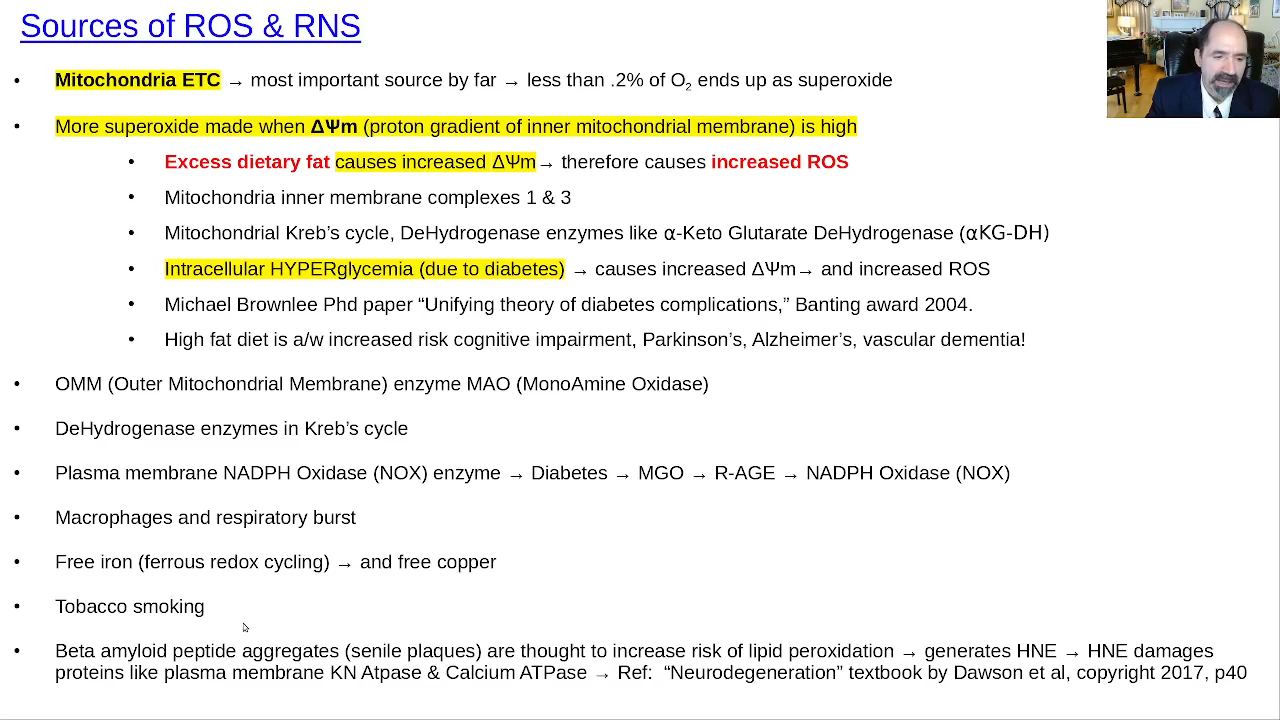 Sources of ROS & RNS
• Mitochondria ETC → most important source by far → less than .2% of O₂ ends up as superoxide
• More superoxide made when ΔΨm (proton gradient of inner mitochondrial membrane) is high
• Excess dietary fat causes increased ΔΨm→ therefore causes increased ROS
• Mitochondria inner membrane complexes 1 & 3
• Mitochondrial Kreb’s cycle, DeHydrogenase enzymes like α-Keto Glutarate DeHydrogenase (αKG-DH)
• Intracellular HYPERglycemia (due to diabetes) → causes increased ΔΨm→ and increased ROS
• Michael Brownlee Phd paper “Unifying theory of diabetes complications,” Banting award 2004.
• High fat diet is a/w increased risk cognitive impairment, Parkinson’s, Alzheimer’s, vascular dementia!
• OMM (Outer Mitochondrial Membrane) enzyme MAO (MonoAmine Oxidase)
• DeHydrogenase enzymes in Kreb’s cycle
• Plasma membrane NADPH Oxidase (NOX) enzyme → Diabetes → MGO → R-AGE → NADPH Oxidase (NOX)
• Macrophages and respiratory burst
• Free iron (ferrous redox cycling) → and free copper
• Tobacco smoking
• Beta amyloid peptide aggregates (senile plaques) are thought to increase risk of lipid peroxidation → generates HNE → HNE damages
proteins like plasma membrane KN Atpase & Calcium ATPase → Ref: “Neurodegeneration” textbook by Dawson et al, copyright 2017, p40